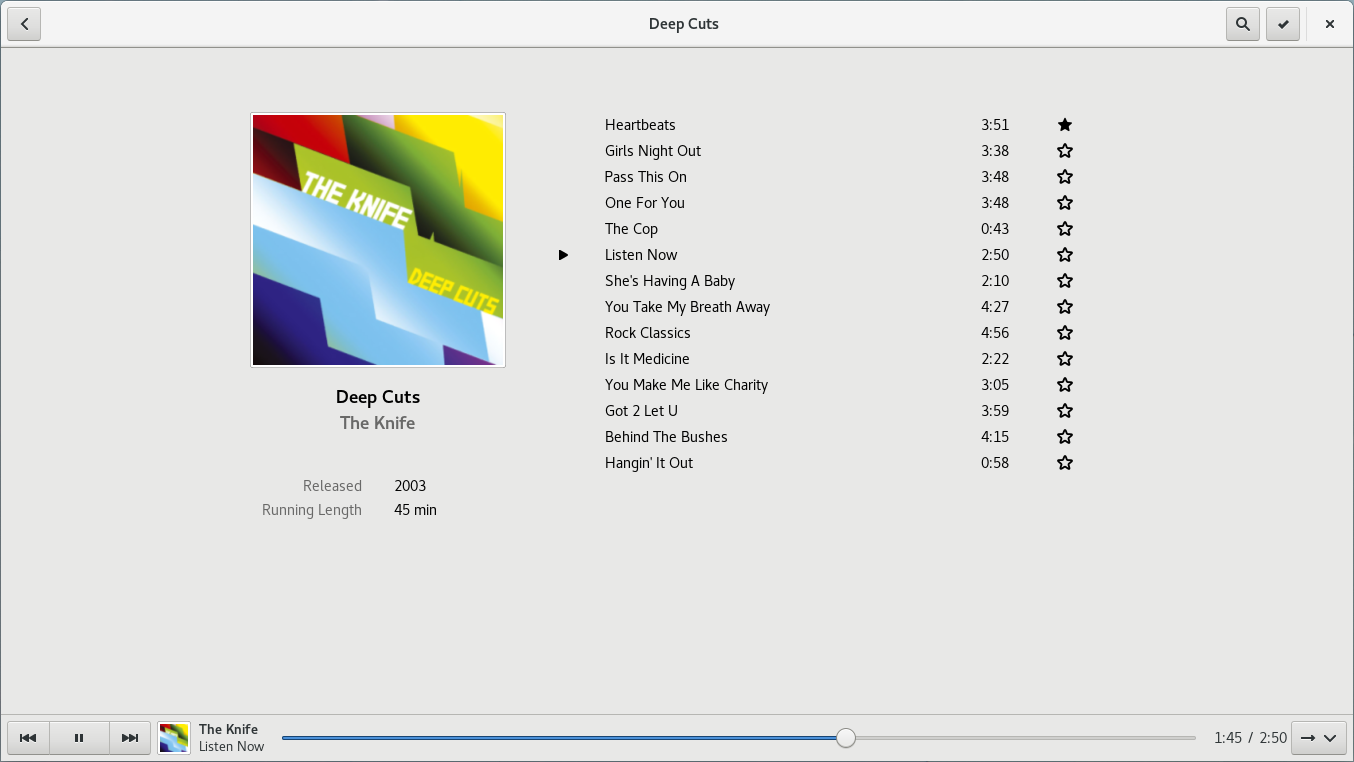 Deep Cuts
THE KNIFE
DEEP CUTS
Deep Cuts
The Knife
Released 2003
Running Length 45 min
Heartbeats 3:51
Girls Night Out 3:38
Pass This On 3:48
One For You 3:48
The Cop 0:43
Listen Now 2:50
She's Having A Baby 2:10
You Take My Breath Away 4:27
Rock Classics 4:56
Is It Medicine 2:22
You Make Me Like Charity 3:05
Got 2 Let U 3:59
Behind The Bushes 4:15
Hangin' It Out 0:58
The Knife
Listen Now
1:45 / 2:50